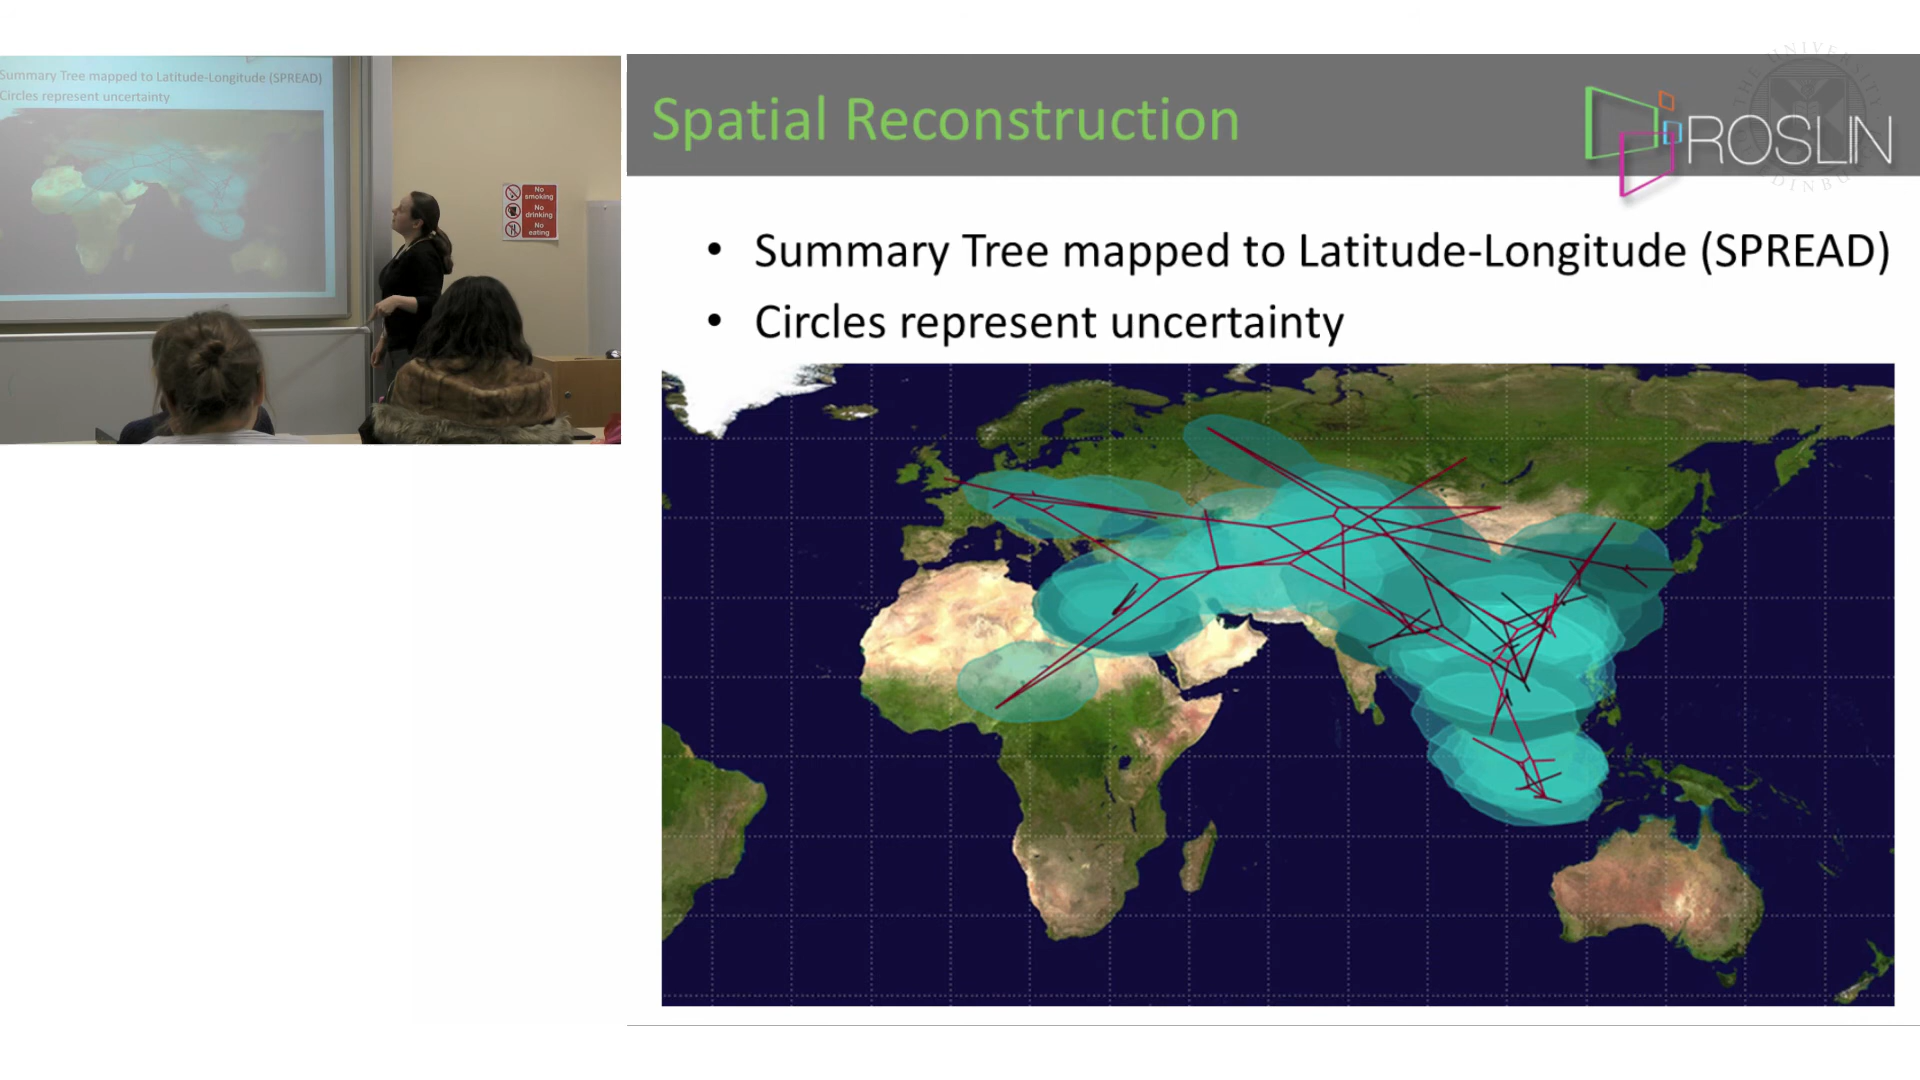 Summary Tree mapped to Latitude-Longitude (SPREAD)
Circles represent uncertainty
No smoking
No drinking
No eating
Spatial Reconstruction
ROSLIN
• Summary Tree mapped to Latitude-Longitude (SPREAD)
• Circles represent uncertainty